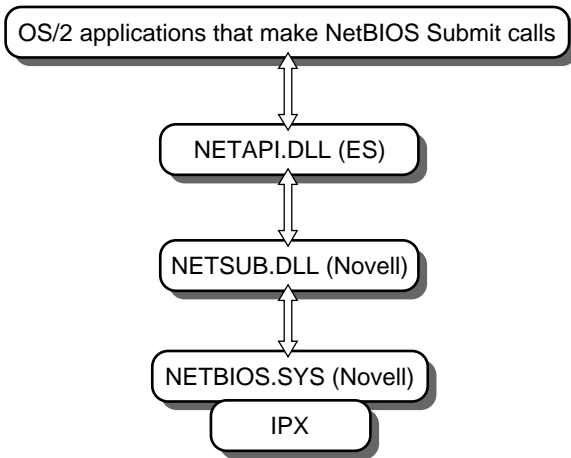 OS/2 applications that make NetBIOS Submit calls
NETAPI.DLL (ES)
NETSUB.DLL (Novell)
NETBIOS.SYS (Novell)
IPX